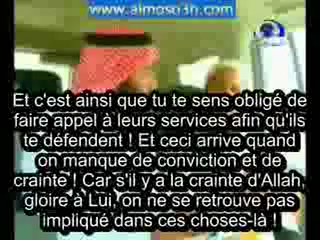 www.almosi3h.com
Et c'est ainsi que tu te sens obligé de
faire appel à leurs services afin qu'ils
te défendent ! Et ceci arrive quand
on manque de conviction et de
crainte ! Car s'il y a la crainte d'Allah,
gloire à Lui, on ne se retrouve pas
impliqué dans ces choses-là !